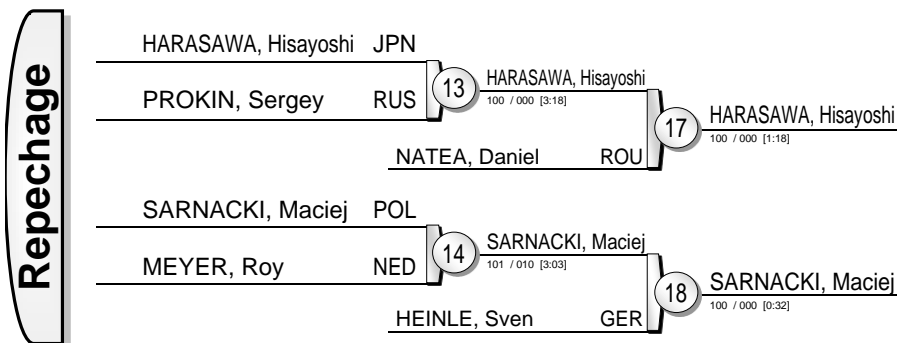 Repechage
HARASAWA, Hisayoshi JPN
PROKIN, Sergey RUS
13
HARASAWA, Hisayoshi
100 / 000 [3:18]
NATEA, Daniel ROU
17
HARASAWA, Hisayoshi
100 / 000 [1:18]
SARNACKI, Maciej POL
MEYER, Roy NED
14
SARNACKI, Maciej
101 / 010 [3:03]
HEINLE, Sven GER
18
SARNACKI, Maciej
100 / 000 [0:32]